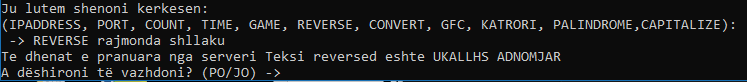 Ju lutem shenoni kerkesen:
(IPADDRESS, PORT, COUNT, TIME, GAME, REVERSE, CONVERT, GFC, KATRORI, PALINDROME,CAPITALIZE):
-> REVERSE rajmonda shllaku
Te dhenat e pranuara nga serveri Teksi reversed eshte UKALLHS ADNOMJAR
A dëshironi të vazhdoni? (PO/JO) ->